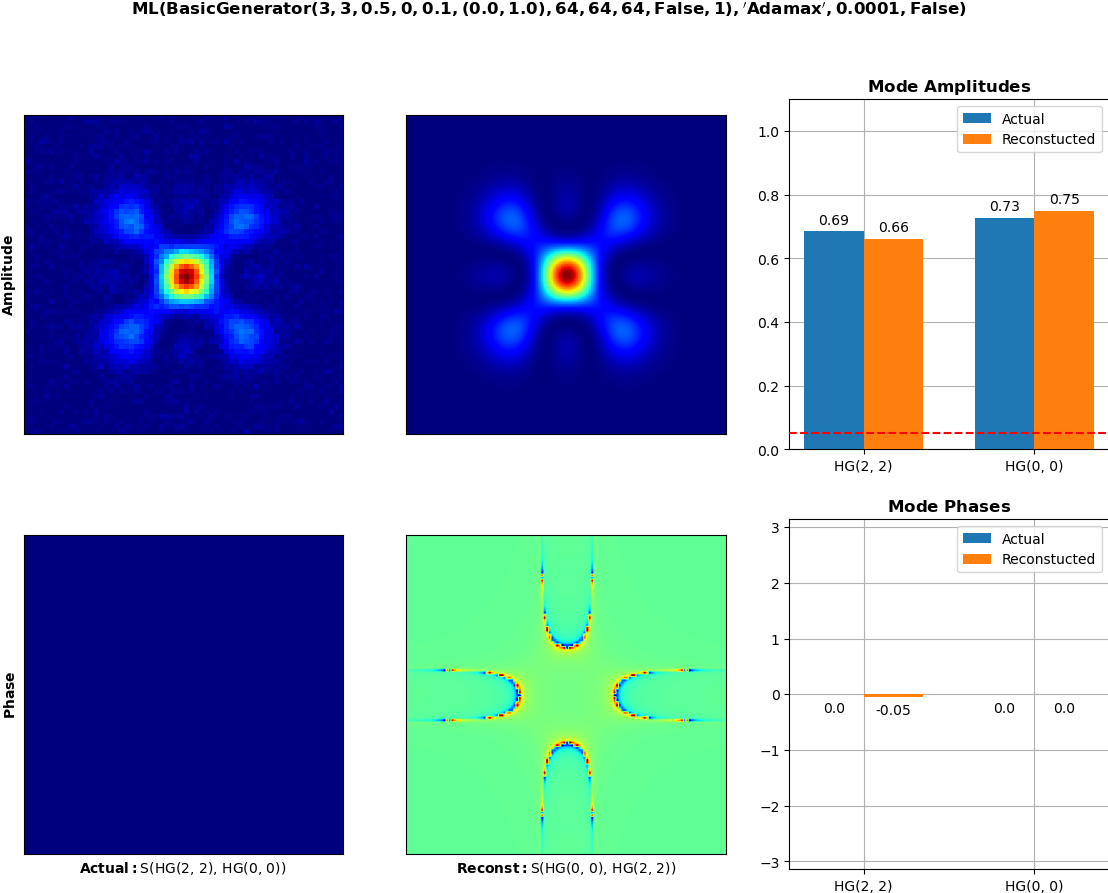 ML(BasicGenerator(3, 3, 0.5, 0, 0.1, (0.0, 1.0), 64, 64, 64, False, 1), ′Adamax′, 0.0001, False)
Amplitude
Mode Amplitudes
Actual
Reconstucted
1.0
0.8
0.6
0.4
0.2
0.0
0.69
0.66
0.73
0.75
HG(2, 2)
HG(0, 0)
Phase
Actual: S(HG(2, 2), HG(0, 0))
Reconst: S(HG(0, 0), HG(2, 2))
Mode Phases
Actual
Reconstucted
3
2
1
0
−1
−2
−3
0.0
-0.05
0.0
0.0
HG(2, 2)
HG(0, 0)